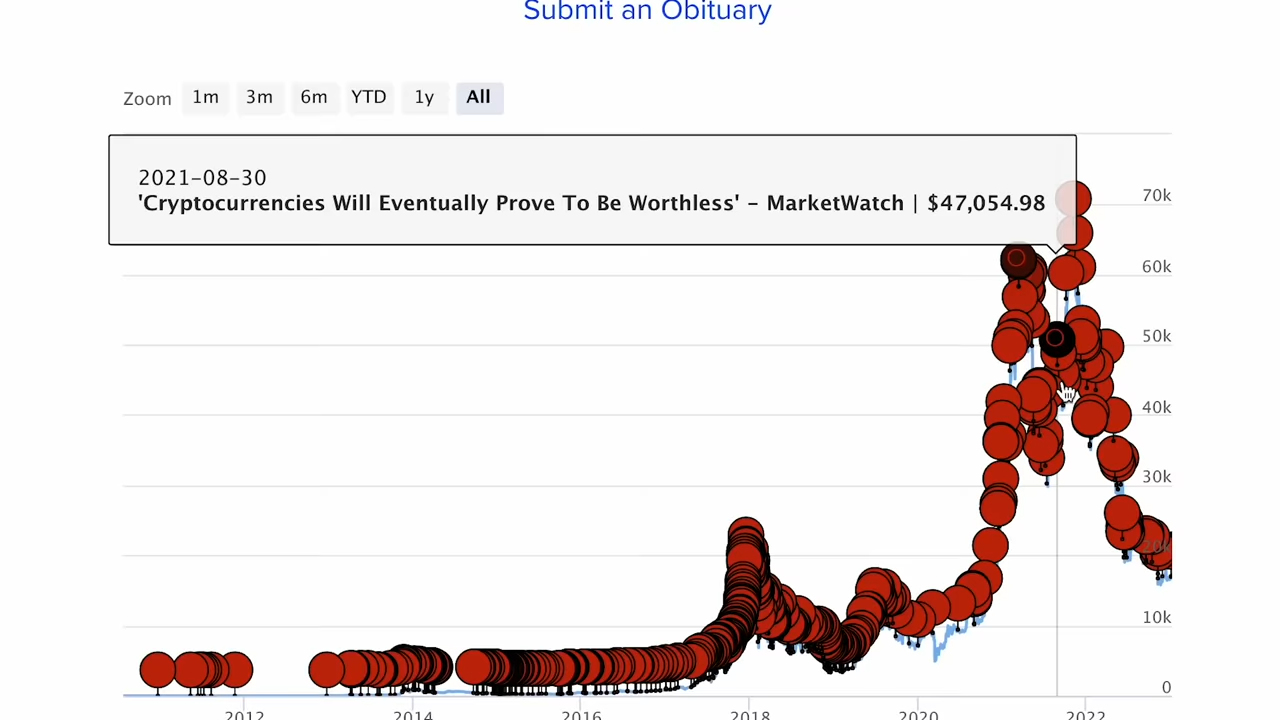 Submit an Obituary
Zoom 1m 3m 6m YTD 1y All
2021-08-30
'Cryptocurrencies Will Eventually Prove To Be Worthless' - MarketWatch | $47,054.98
70k
60k
50k
40k
30k
20k
10k
0
2012 2014 2016 2018 2020 2022